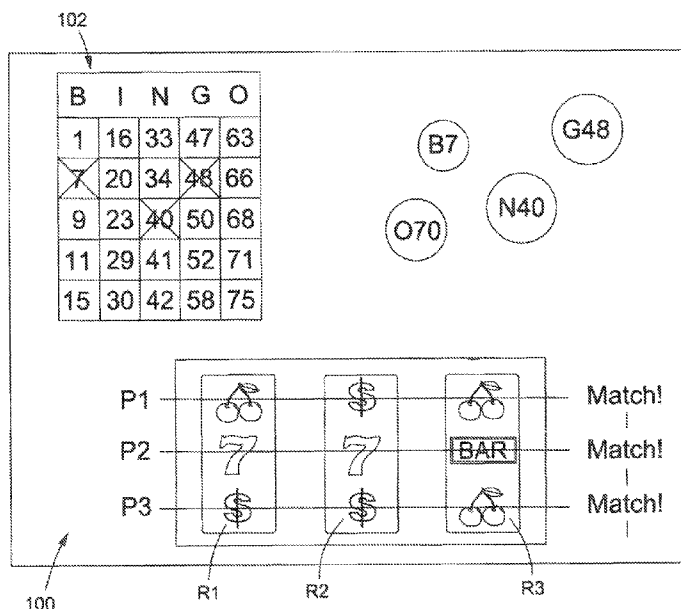 102
B I N G O
1 16 33 47 63
7 20 34 48 66
9 23 40 50 68
11 29 41 52 71
15 30 42 58 75
B7
G48
O70
N40
P1 $ Match!
P2 7 7 BAR Match!
P3 $ $ Match!
100
R1
R2
R3